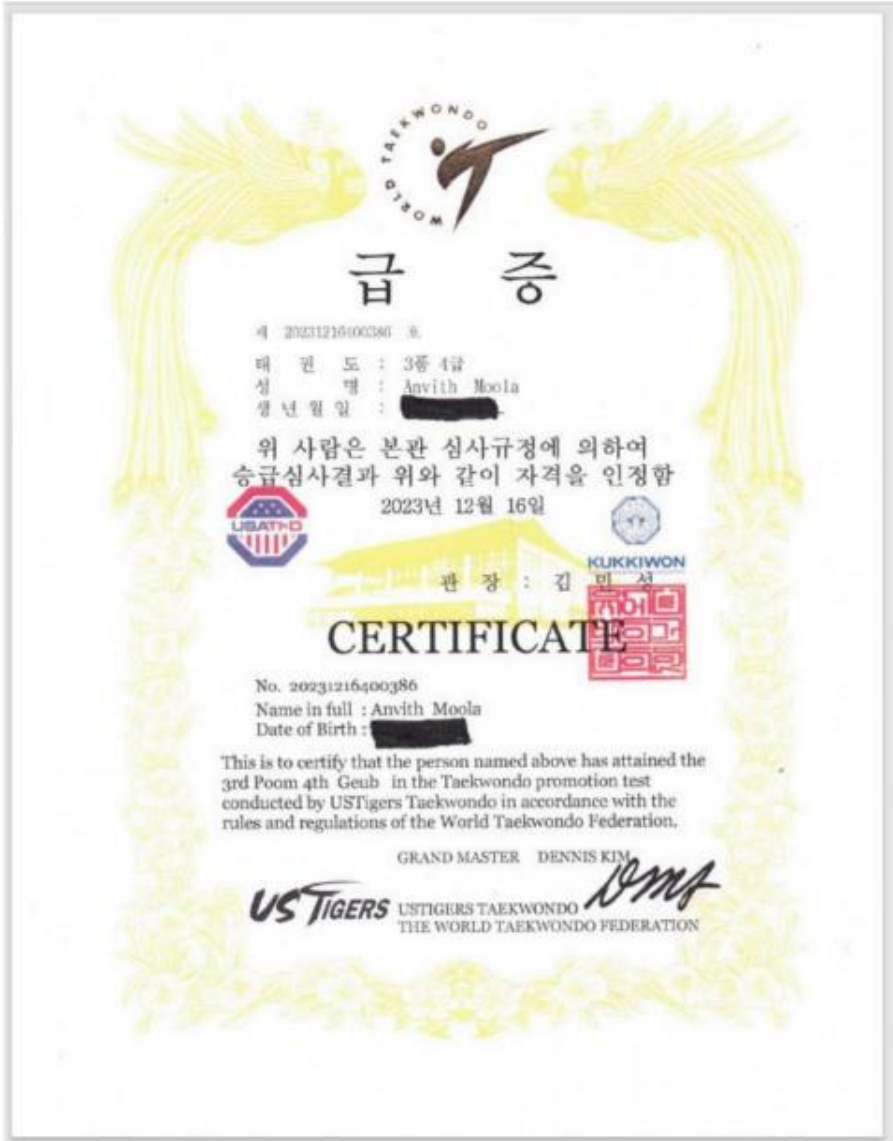 WORLD TAEKWONDO
급 증
제 20231216400386 호
태 권 도 : 3품 4급
성 명 : Anvith Moola
생 년 월 일 :
위 사람은 본관 심사규정에 의하여
승급심사결과 위와 같이 자격을 인정함
2023년 12월 16일
USATKD
KUKKIWON
관 장 : 김 민 성
CERTIFICATE
No. 20231216400386
Name in full : Anvith Moola
Date of Birth :
This is to certify that the person named above has attained the
3rd Poom 4th Geub in the Taekwondo promotion test
conducted by USTigers Taekwondo in accordance with the
rules and regulations of the World Taekwondo Federation.
GRAND MASTER DENNIS KIM
US TIGERS
USTIGERS TAEKWONDO
THE WORLD TAEKWONDO FEDERATION